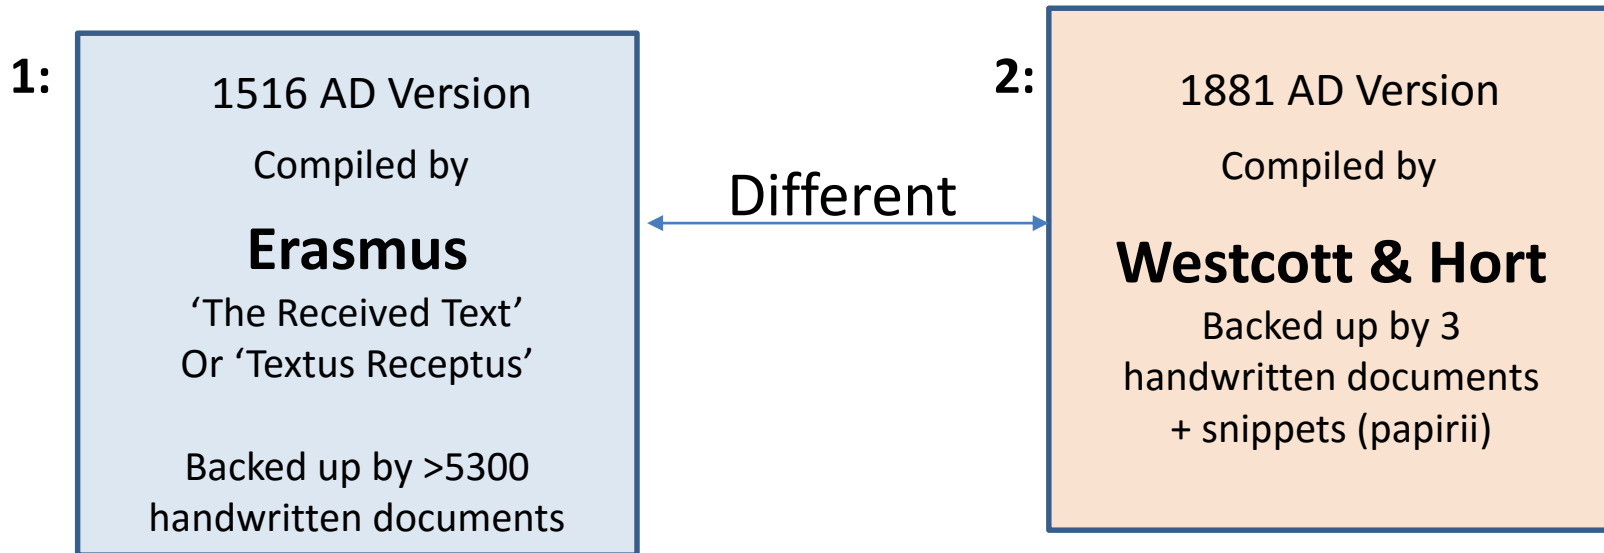 1:
1516 AD Version
Compiled by
Erasmus
‘The Received Text’
Or ‘Textus Receptus’
Backed up by >5300
handwritten documents
Different
2:
1881 AD Version
Compiled by
Westcott & Hort
Backed up by 3
handwritten documents
+ snippets (papirii)